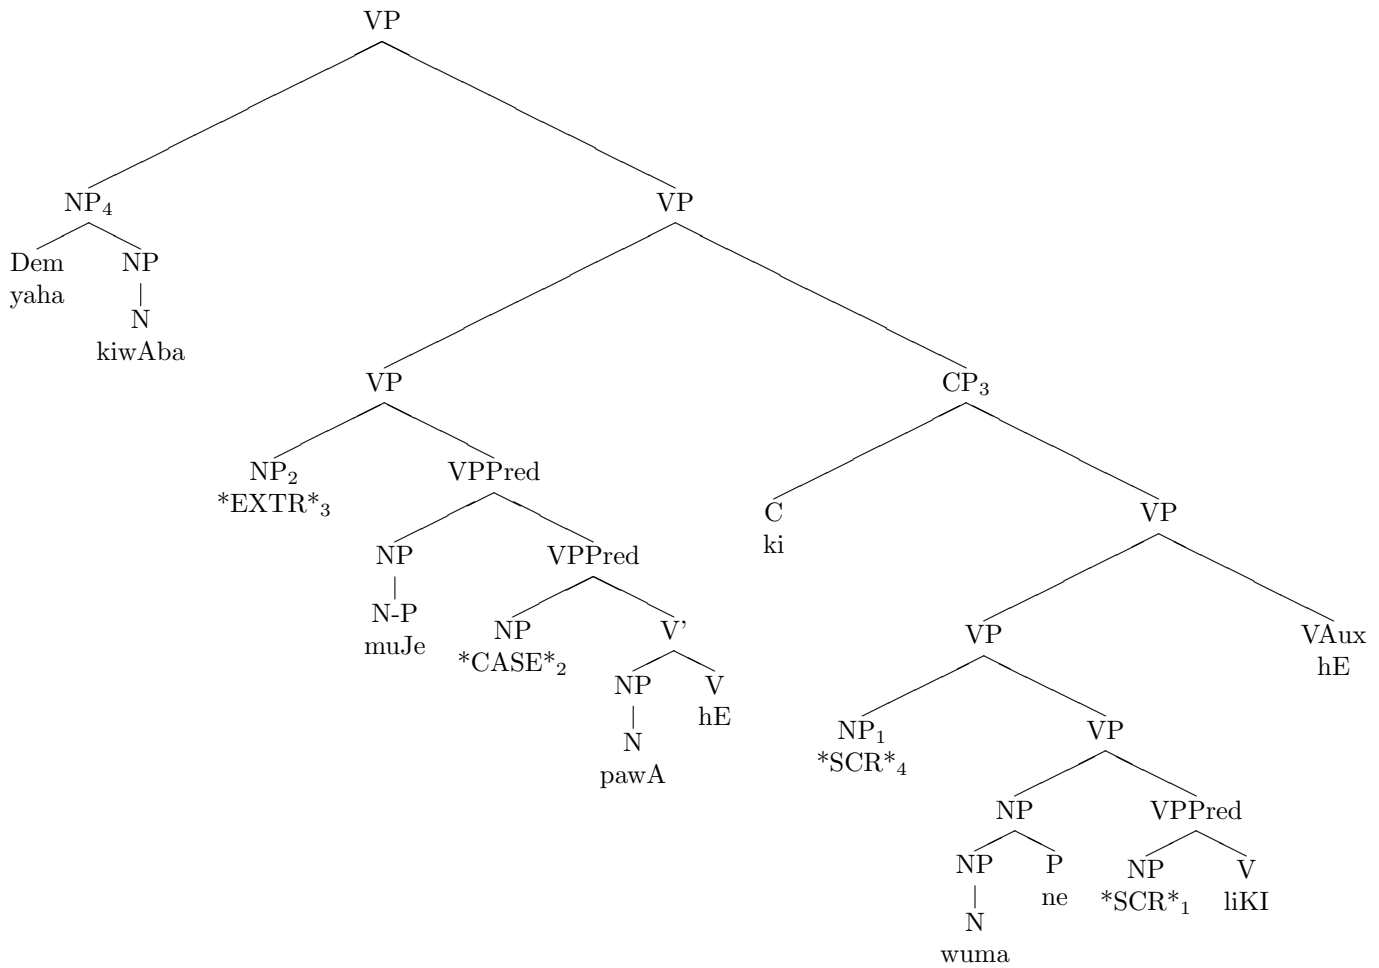 VP
NP₄ VP
Dem NP
yaha
N
kiwAba
VP CP₃
NP₂ VPPred
*EXTR*₃
C VP
ki
NP VPPred
N-P
muJe
NP V'
*CASE*₂
VP VAux
hE
NP V
hE
N
pawA
NP₁ VP
*SCR*₄
NP VPPred
NP P NP V
ne *SCR*₁ liKI
N
wuma